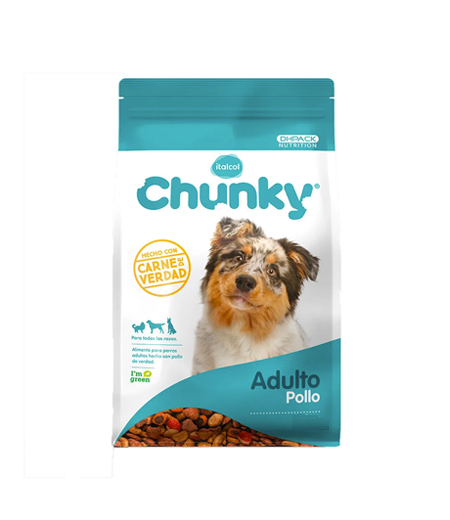 DHPACK
NUTRITION
italcol
Chunky®
HECHO CON
CARNE DE
VERDAD
Para todas las razas.
Alimento para perros
adultos hecho con pollo
de verdad.
I'm
green
Adulto
Pollo